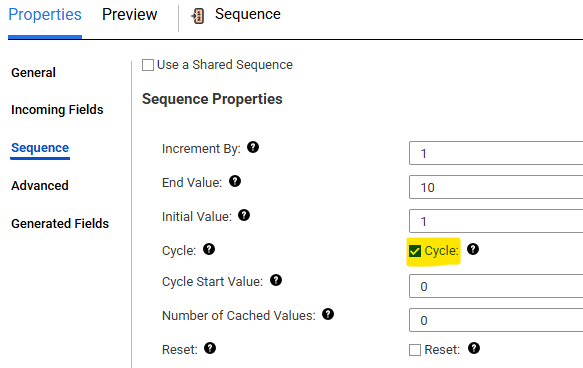 Properties Preview Sequence
General
Incoming Fields
Sequence
Advanced
Generated Fields
Use a Shared Sequence
Sequence Properties
Increment By: ? 1
End Value: ? 10
Initial Value: ? 1
Cycle: ? Cycle: ?
Cycle Start Value: ? 0
Number of Cached Values: ? 0
Reset: ? Reset: ?